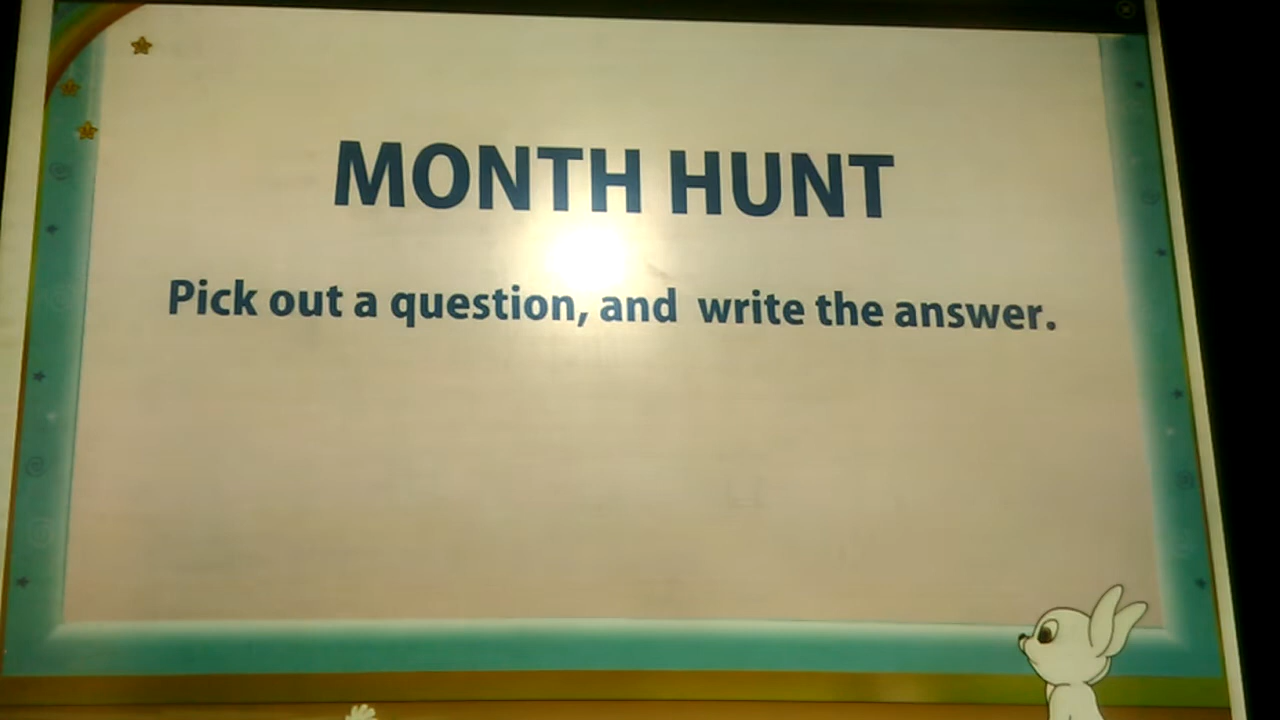 MONTH HUNT
Pick out a question, and write the answer.